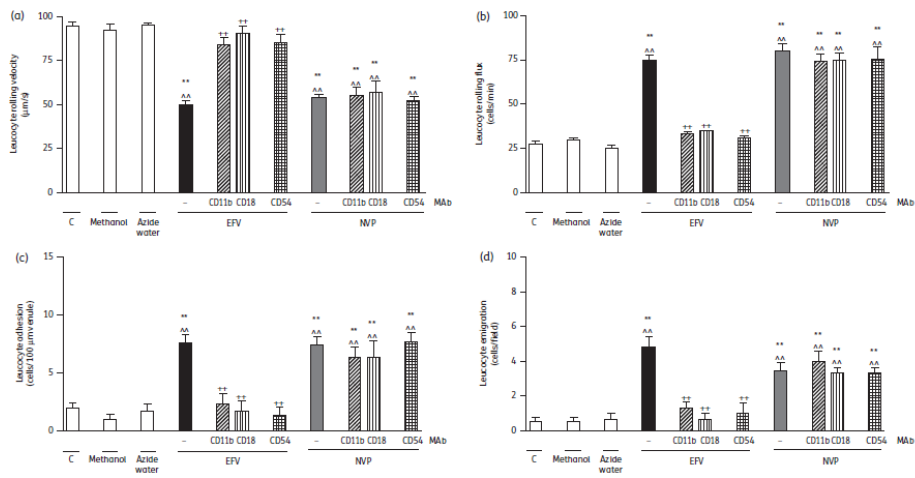 (a)
Leucocyte rolling velocity
(µm/s)
100
75
50
25
0
**
^^
++
++
++
**
^^
**
^^
**
^^
**
^^
– CD11b CD18 CD54 – CD11b CD18 CD54 MAb
C Methanol Azide
water
EFV NVP
(b)
Leucocyte rolling flux
(cells/min)
100
75
50
25
0
**
^^
++
++
++
**
^^
**
^^
**
^^
**
^^
– CD11b CD18 CD54 – CD11b CD18 CD54 MAb
C Methanol Azide
water
EFV NVP
(c)
Leucocyte adhesion
(cells/100 µm venule)
15
10
5
0
**
^^
++
++
++
**
^^
**
^^
**
^^
**
^^
– CD11b CD18 CD54 – CD11b CD18 CD54 MAb
C Methanol Azide
water
EFV NVP
(d)
Leucocyte emigration
(cells/field)
10
8
6
4
2
0
**
^^
++
++
++
**
^^
**
^^
**
^^
**
^^
– CD11b CD18 CD54 – CD11b CD18 CD54 MAb
C Methanol Azide
water
EFV NVP